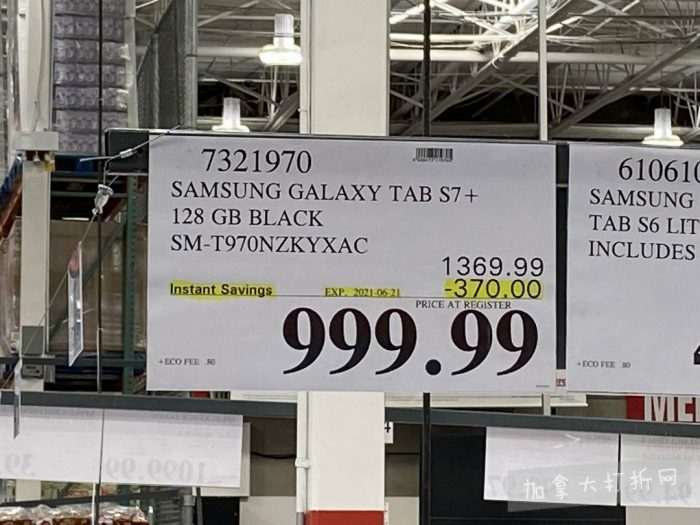 7321970
SAMSUNG GALAXY TAB S7+
128 GB BLACK
SM-T970NZKYXAC
1369.99
Instant Savings EXP. 2021-06-21 -370.00
PRICE AT REGISTER
999.99
+ECO FEE .80
610610
SAMSUNG
TAB S6 LIT
INCLUDES
+ECO FEE .80
1099.99
加拿大打折网